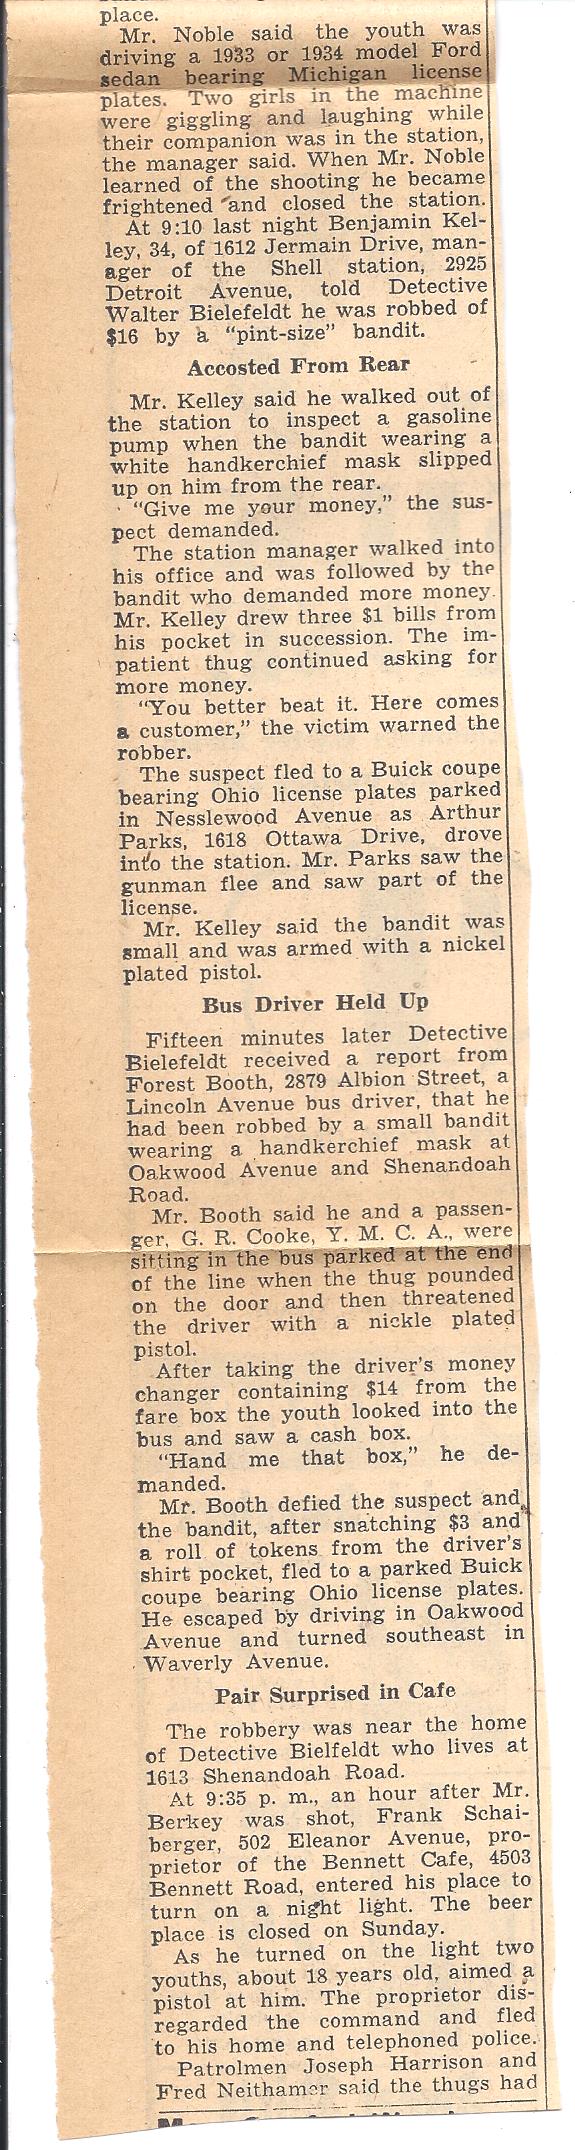 place.
Mr. Noble said the youth was
driving a 1933 or 1934 model Ford
sedan bearing Michigan license
plates. Two girls in the machine
were giggling and laughing while
their companion was in the station,
the manager said. When Mr. Noble
learned of the shooting he became
frightened and closed the station.
At 9:10 last night Benjamin Kel-
ley, 34, of 1612 Jermain Drive, man-
ager of the Shell station, 2925
Detroit Avenue, told Detective
Walter Bielefeldt he was robbed of
$16 by a “pint-size” bandit.
Accosted From Rear
Mr. Kelley said he walked out of
the station to inspect a gasoline
pump when the bandit wearing a
white handkerchief mask slipped
up on him from the rear.
“Give me your money,” the sus-
pect demanded.
The station manager walked into
his office and was followed by the
bandit who demanded more money.
Mr. Kelley drew three $1 bills from
his pocket in succession. The im-
patient thug continued asking for
more money.
“You better beat it. Here comes
a customer,” the victim warned the
robber.
The suspect fled to a Buick coupe
bearing Ohio license plates parked
in Nesslewood Avenue as Arthur
Parks, 1618 Ottawa Drive, drove
into the station. Mr. Parks saw the
gunman flee and saw part of the
license.
Mr. Kelley said the bandit was
small and was armed with a nickel
plated pistol.
Bus Driver Held Up
Fifteen minutes later Detective
Bielefeldt received a report from
Forest Booth, 2879 Albion Street, a
Lincoln Avenue bus driver, that he
had been robbed by a small bandit
wearing a handkerchief mask at
Oakwood Avenue and Shenandoah
Road.
Mr. Booth said he and a passen-
ger, G. R. Cooke, Y. M. C. A., were
sitting in the bus parked at the end
of the line when the thug pounded
on the door and then threatened
the driver with a nickle plated
pistol.
After taking the driver's money
changer containing $14 from the
fare box the youth looked into the
bus and saw a cash box.
“Hand me that box,” he de-
manded.
Mr. Booth defied the suspect and
the bandit, after snatching $3 and
a roll of tokens from the driver's
shirt pocket, fled to a parked Buick
coupe bearing Ohio license plates.
He escaped by driving in Oakwood
Avenue and turned southeast in
Waverly Avenue.
Pair Surprised in Cafe
The robbery was near the home
of Detective Bielfeldt who lives at
1613 Shenandoah Road.
At 9:35 p. m., an hour after Mr.
Berkey was shot, Frank Schai-
berger, 502 Eleanor Avenue, pro-
prietor of the Bennett Cafe, 4503
Bennett Road, entered his place to
turn on a night light. The beer
place is closed on Sunday.
As he turned on the light two
youths, about 18 years old, aimed a
pistol at him. The proprietor dis-
regarded the command and fled
to his home and telephoned police.
Patrolmen Joseph Harrison and
Fred Neithamer said the thugs had